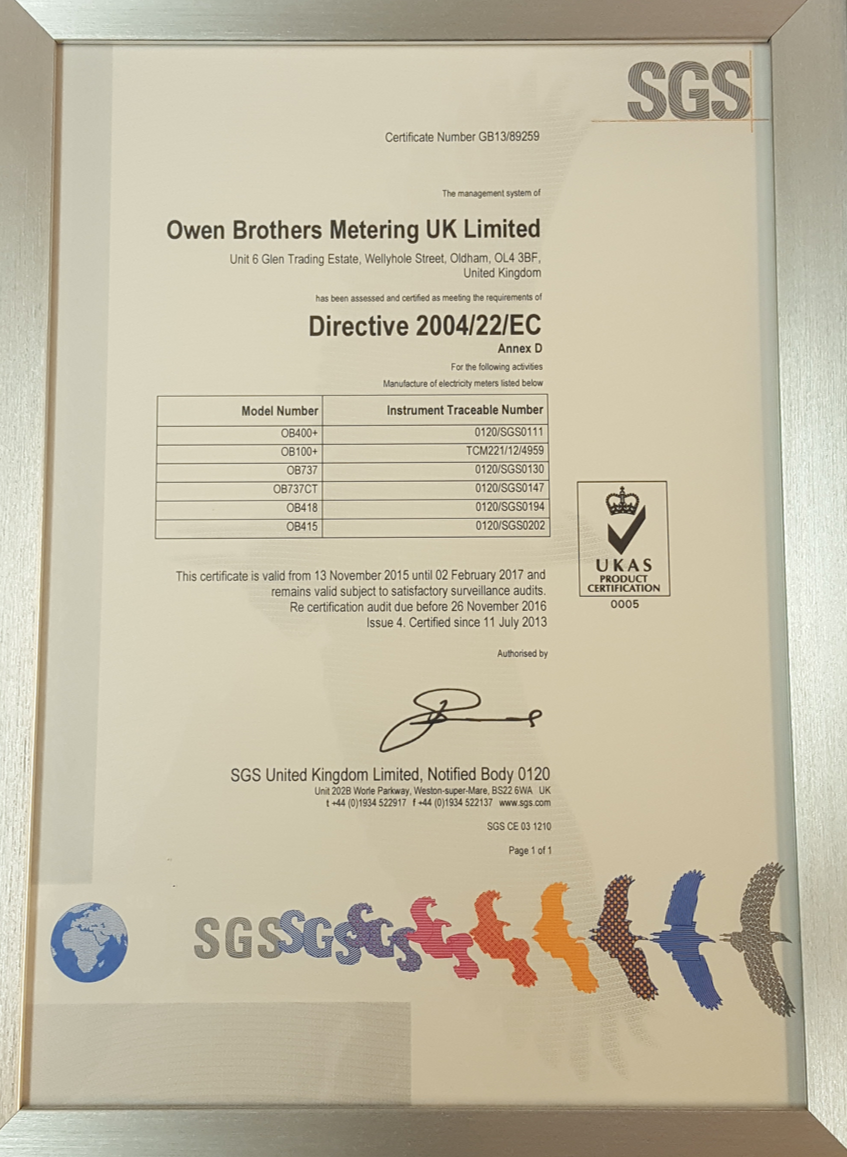 SGS
Certificate Number GB13/89259
The management system of
Owen Brothers Metering UK Limited
Unit 6 Glen Trading Estate, Wellyhole Street, Oldham, OL4 3BF,
United Kingdom
has been assessed and certified as meeting the requirements of
Directive 2004/22/EC
Annex D
For the following activities
Manufacture of electricity meters listed below
Model Number Instrument Traceable Number
OB400+ 0120/SGS0111
OB100+ TCM221/12/4959
OB737 0120/SGS0130
OB737CT 0120/SGS0147
OB418 0120/SGS0194
OB415 0120/SGS0202
UKAS
PRODUCT
CERTIFICATION
0005
This certificate is valid from 13 November 2015 until 02 February 2017 and
remains valid subject to satisfactory surveillance audits.
Re certification audit due before 26 November 2016
Issue 4. Certified since 11 July 2013
Authorised by
SGS United Kingdom Limited, Notified Body 0120
Unit 202B Worle Parkway, Weston-super-Mare, BS22 6WA UK
t +44 (0)1934 522917 f +44 (0)1934 522137 www.sgs.com
SGS CE 03 1210
Page 1 of 1
SGSSGSSGS